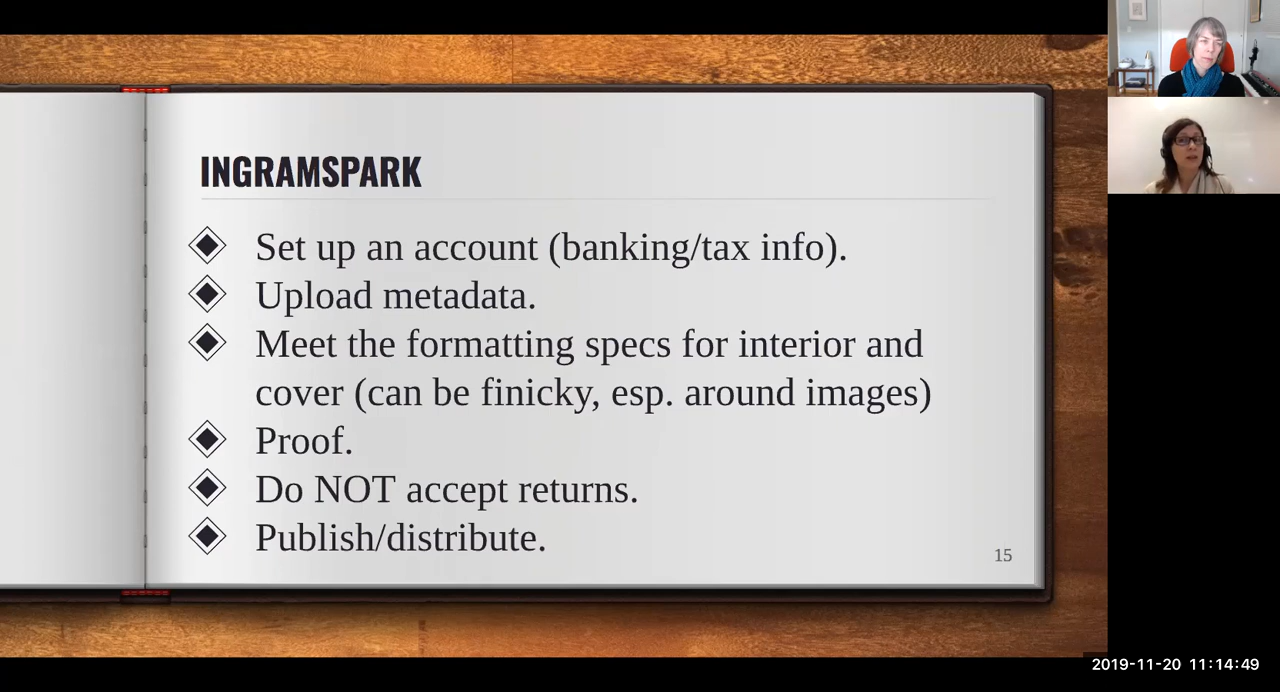 INGRAMSPARK
Set up an account (banking/tax info).
Upload metadata.
Meet the formatting specs for interior and
cover (can be finicky, esp. around images)
Proof.
Do NOT accept returns.
Publish/distribute.
15
2019-11-20 11:14:49